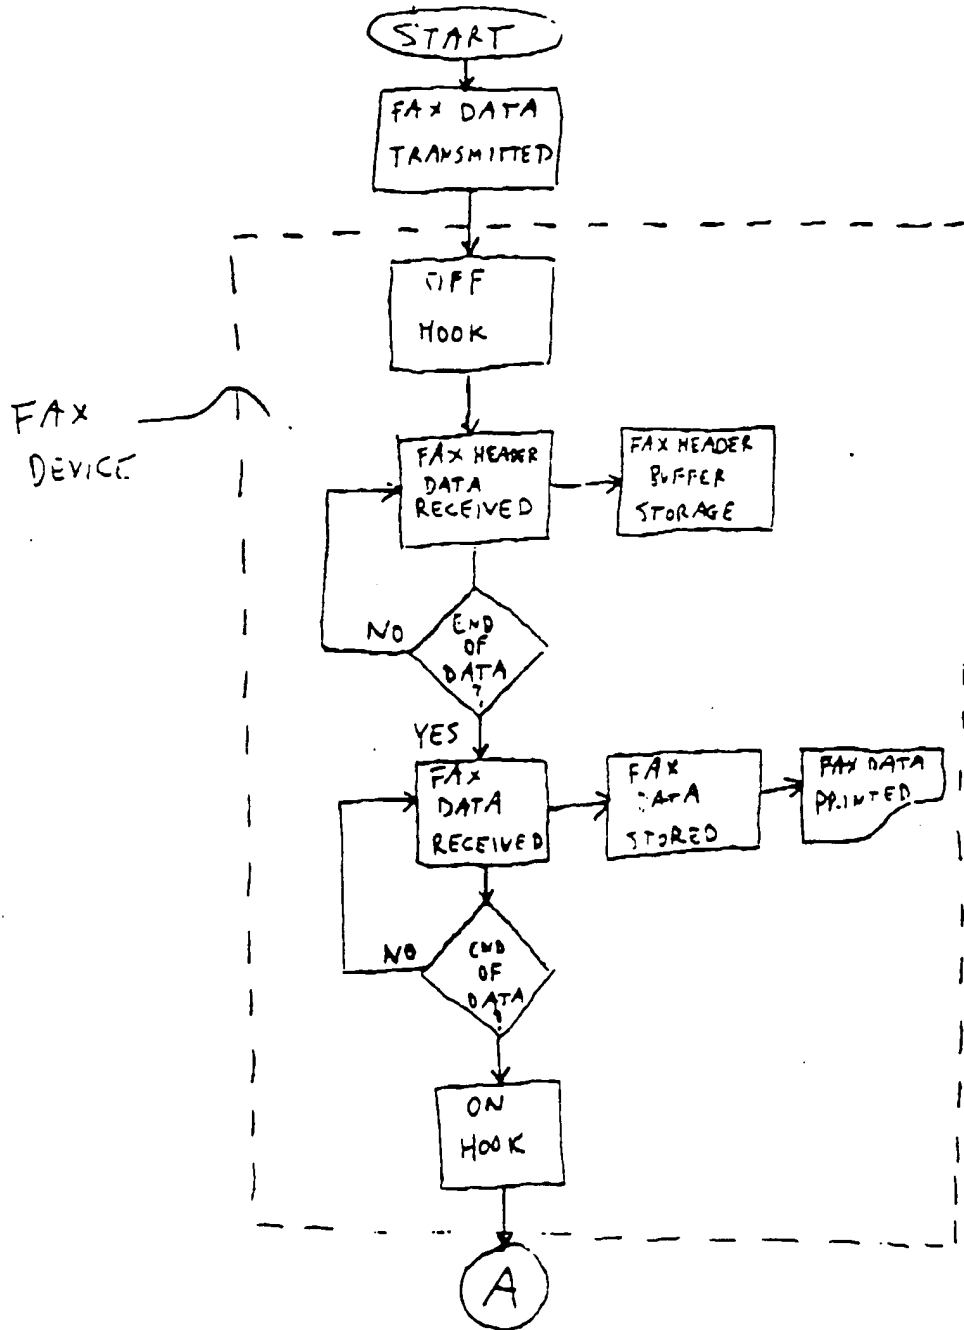 START
FAX DATA
TRANSMITTED
OFF
HOOK
FAX
DEVICE
FAX HEADER
DATA
RECEIVED
FAX HEADER
BUFFER
STORAGE
NO
END
OF
DATA
?
YES
FAX
DATA
RECEIVED
FAX
DATA
STORED
FAX DATA
PRINTED
NO
END
OF
DATA
?
ON
HOOK
A